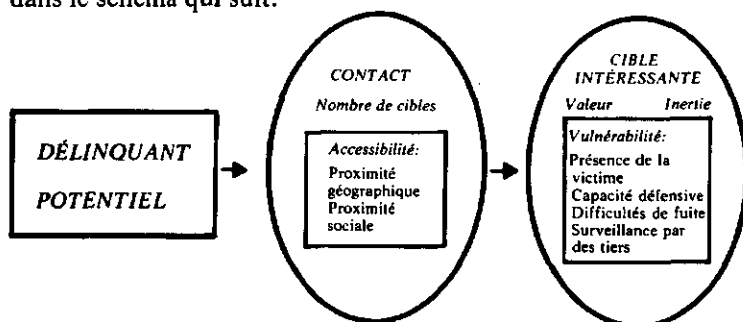 dans le schéma qui suit:
DÉLINQUANT
POTENTIEL
CONTACT
Nombre de cibles
Accessibilité:
Proximité
géographique
Proximité
sociale
CIBLE
INTÉRESSANTE
Valeur Inertie
Vulnérabilité:
Présence de la
victime
Capacité défensive
Difficultés de fuite
Surveillance par
des tiers